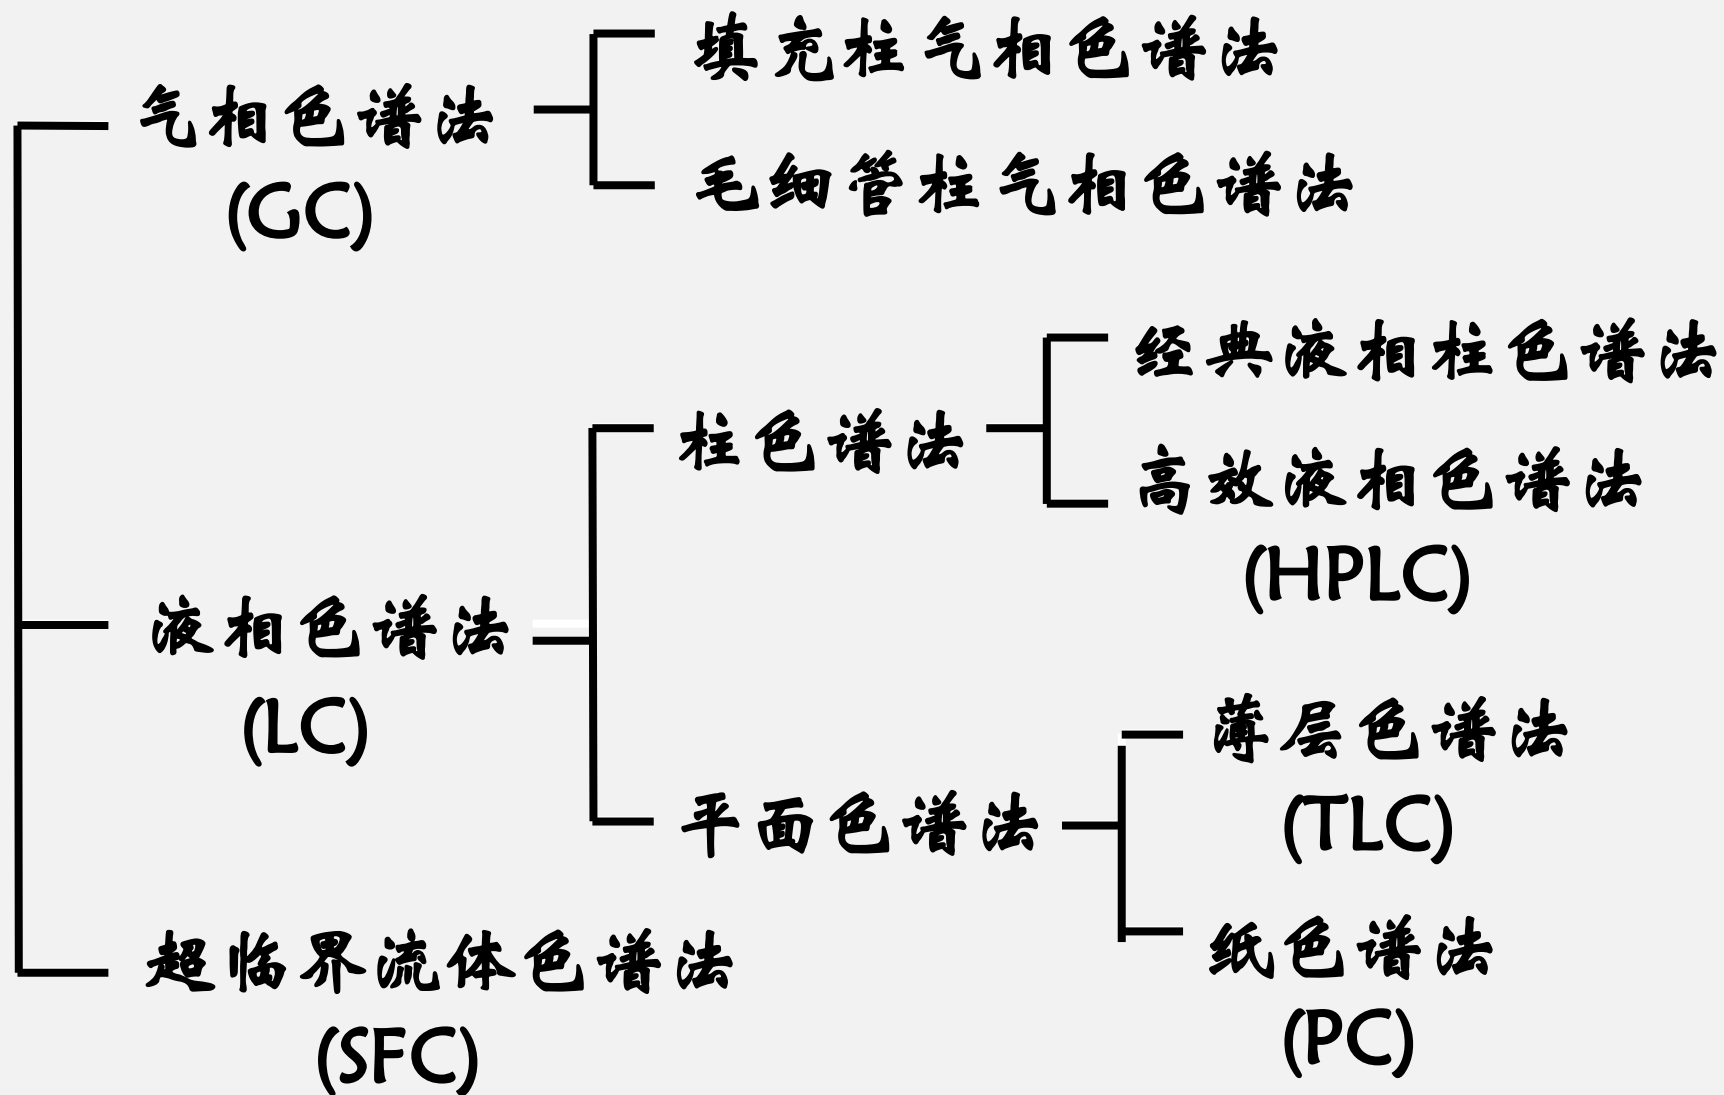 气相色谱法
(GC)
填充柱气相色谱法
毛细管柱气相色谱法
液相色谱法
(LC)
柱色谱法
经典液相柱色谱法
高效液相色谱法
(HPLC)
平面色谱法
薄层色谱法
(TLC)
纸色谱法
(PC)
超临界流体色谱法
(SFC)